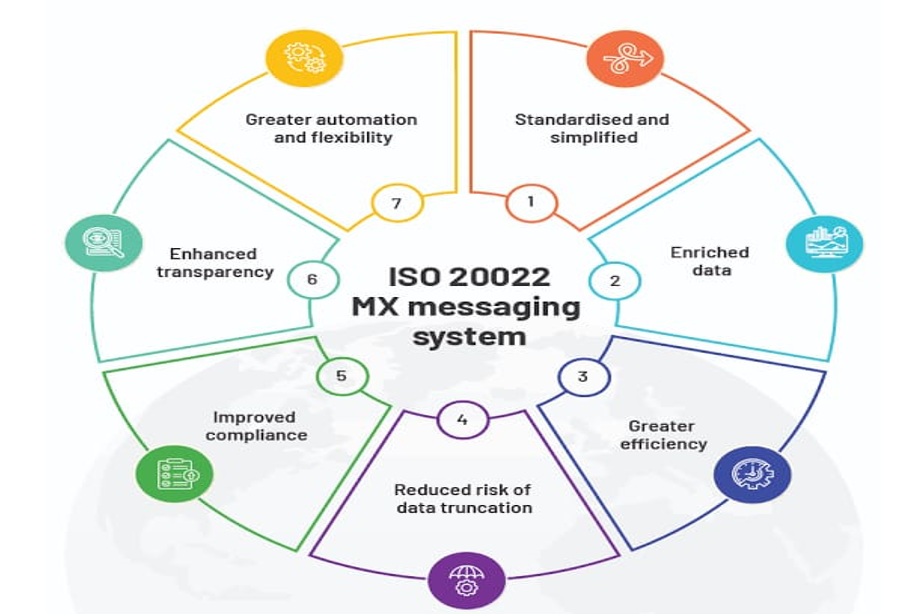 ISO 20022
MX messaging
system
1
Standardised and
simplified
2
Enriched
data
3
Greater
efficiency
4
Reduced risk of
data truncation
5
Improved
compliance
6
Enhanced
transparency
7
Greater automation
and flexibility